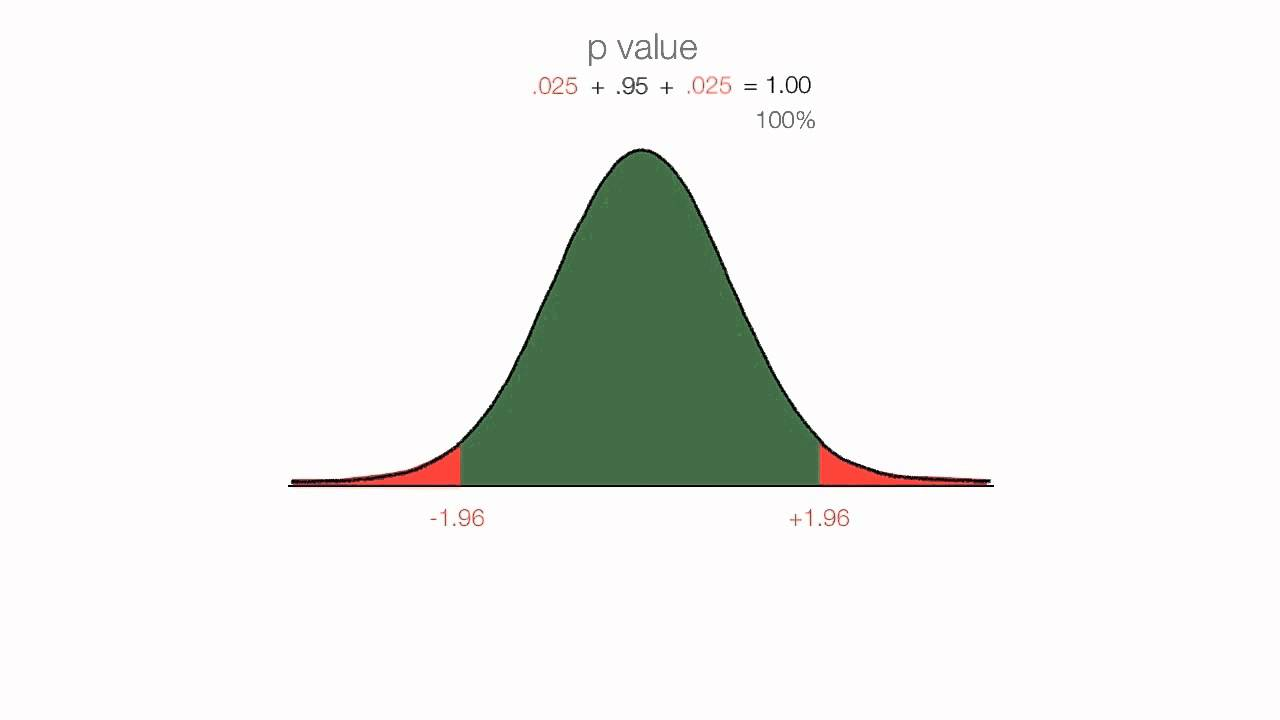 p value
.025 + .95 + .025 = 1.00
100%
-1.96 +1.96